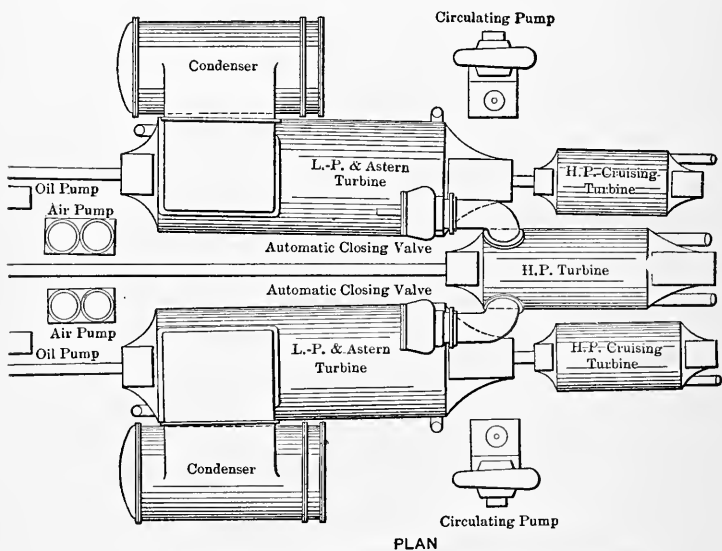 Circulating Pump
Condenser
L.-P. & Astern
Turbine
H.P. Cruising
Turbine
Oil Pump
Air Pump
Automatic Closing Valve
H.P. Turbine
Automatic Closing Valve
Air Pump
Oil Pump
L.-P. & Astern
Turbine
H.P. Cruising
Turbine
Condenser
Circulating Pump
PLAN